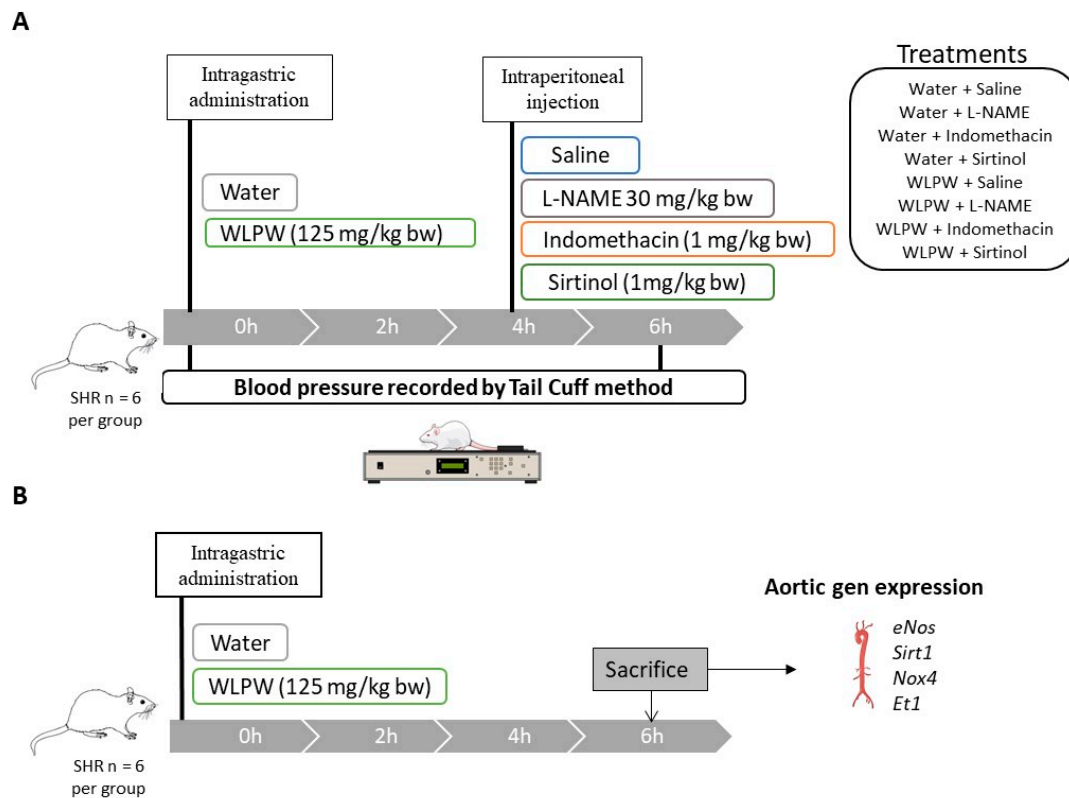 A
Intragastric
administration
Intraperitoneal
injection
Treatments
Water + Saline
Water + L-NAME
Water + Indomethacin
Water + Sirtinol
WLPW + Saline
WLPW + L-NAME
WLPW + Indomethacin
WLPW + Sirtinol
Saline
Water
L-NAME 30 mg/kg bw
WLPW (125 mg/kg bw)
Indomethacin (1 mg/kg bw)
Sirtinol (1mg/kg bw)
0h 2h 4h 6h
Blood pressure recorded by Tail Cuff method
SHR n = 6
per group
B
Intragastric
administration
Water
WLPW (125 mg/kg bw)
Sacrifice
Aortic gen expression
eNos
Sirt1
Nox4
Et1
0h 2h 4h 6h
SHR n = 6
per group